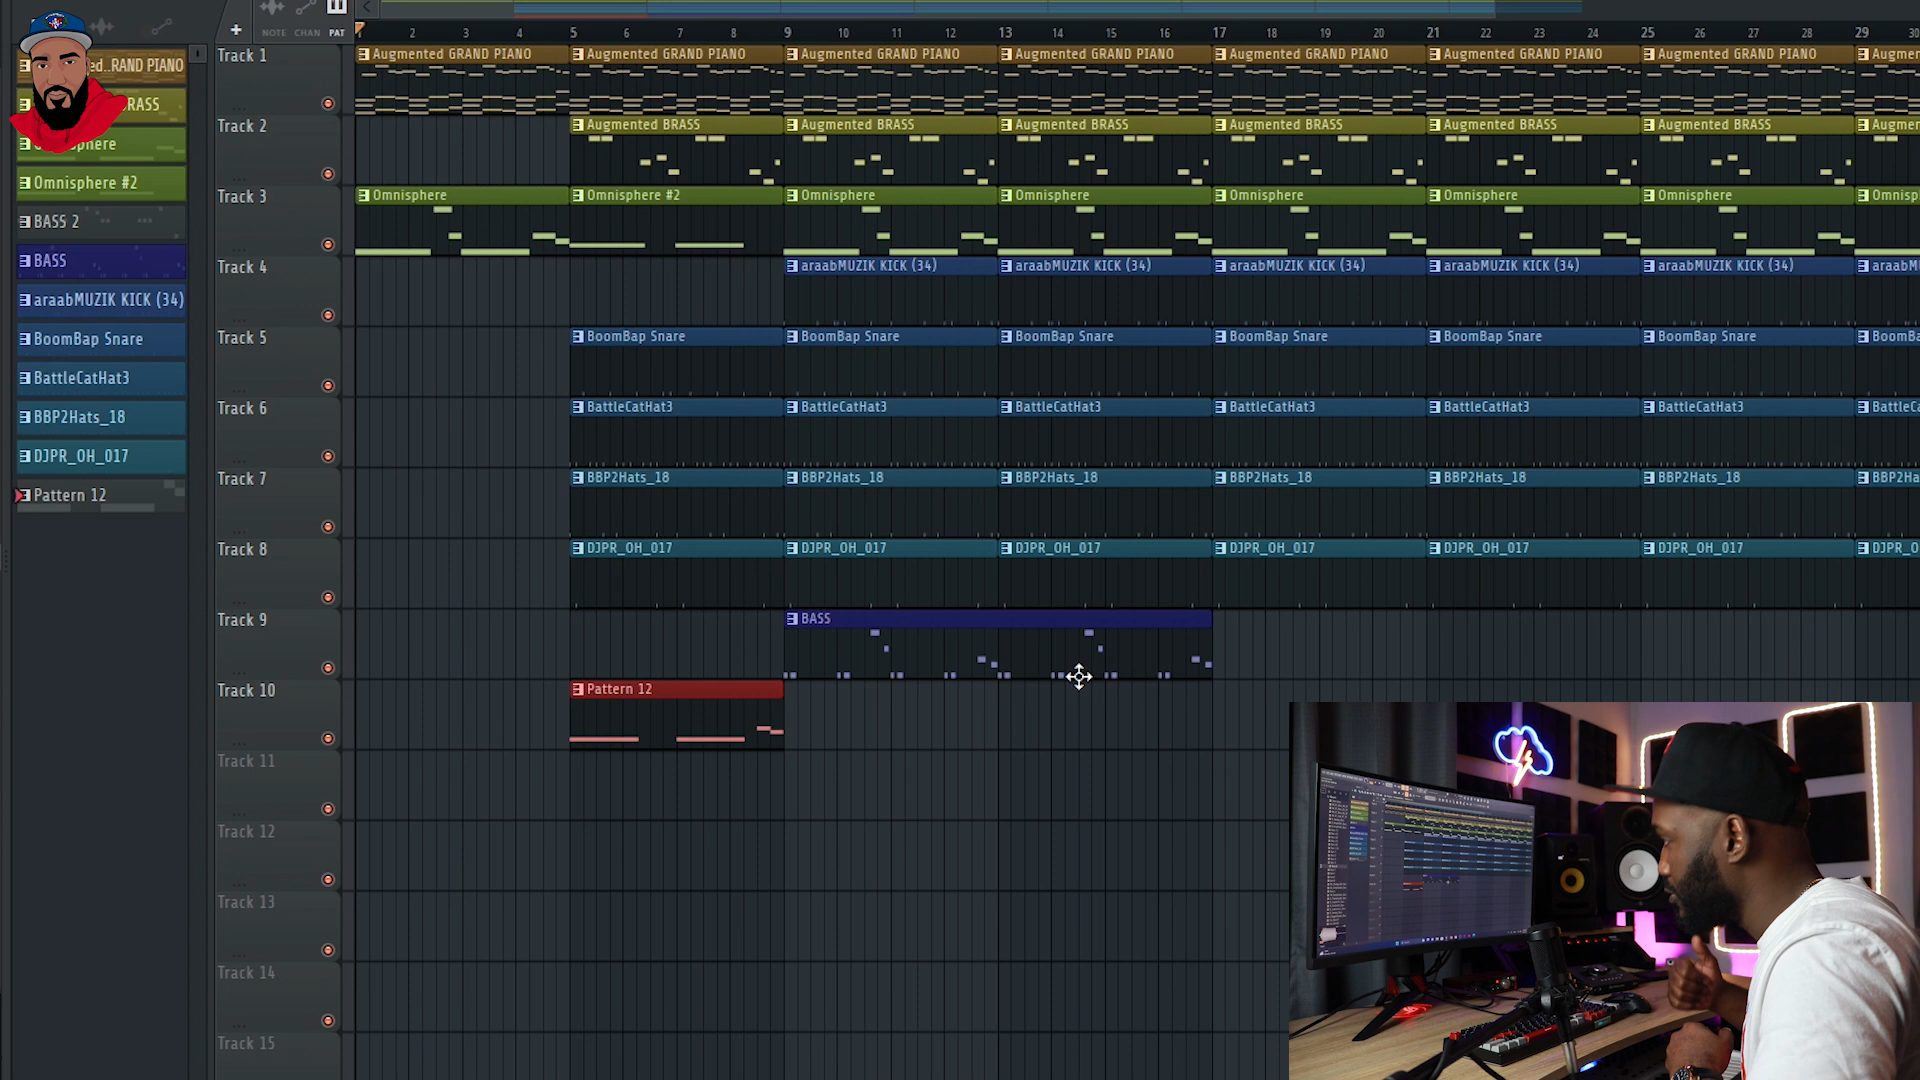 NOTE CHAN PAT
2 3 4 5 6 7 8 9 10 11 12 13 14 15 16 17 18 19 20 21 22 23 24 25 26 27 28 29 30
ed..RAND PIANO
RASS
phere
Omnisphere #2
BASS 2
BASS
araabMUZIK KICK (34)
BoomBap Snare
BattleCatHat3
BBP2Hats_18
DJPR_OH_017
Pattern 12
Track 1 Augmented GRAND PIANO Augmented GRAND PIANO Augmented GRAND PIANO Augmented GRAND PIANO Augmented GRAND PIANO Augmented GRAND PIANO Augmented GRAND PIANO Augmen
Track 2 Augmented BRASS Augmented BRASS Augmented BRASS Augmented BRASS Augmented BRASS Augmented BRASS Augmen
Track 3 Omnisphere Omnisphere #2 Omnisphere Omnisphere Omnisphere Omnisphere Omnisphere Omnisp
Track 4 araabMUZIK KICK (34) araabMUZIK KICK (34) araabMUZIK KICK (34) araabMUZIK KICK (34) araabMUZIK KICK (34) araabM
Track 5 BoomBap Snare BoomBap Snare BoomBap Snare BoomBap Snare BoomBap Snare BoomBap Snare BoomBa
Track 6 BattleCatHat3 BattleCatHat3 BattleCatHat3 BattleCatHat3 BattleCatHat3 BattleCatHat3 BattleCa
Track 7 BBP2Hats_18 BBP2Hats_18 BBP2Hats_18 BBP2Hats_18 BBP2Hats_18 BBP2Hats_18 BBP2Ha
Track 8 DJPR_OH_017 DJPR_OH_017 DJPR_OH_017 DJPR_OH_017 DJPR_OH_017 DJPR_OH_017 DJPR_O
Track 9 BASS
Track 10 Pattern 12
Track 11
Track 12
Track 13
Track 14
Track 15